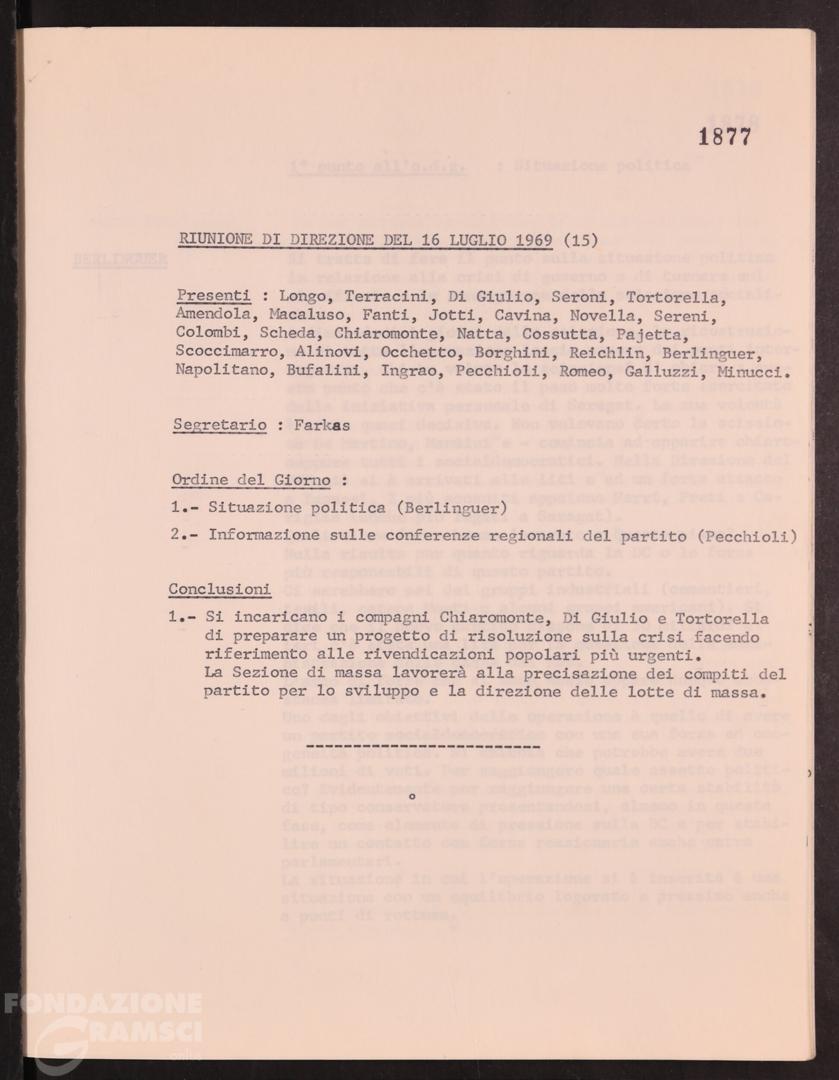 1877
RIUNIONE DI DIREZIONE DEL 16 LUGLIO 1969 (15)
Presenti : Longo, Terracini, Di Giulio, Seroni, Tortorella,
Amendola, Macaluso, Fanti, Jotti, Cavina, Novella, Sereni,
Colombi, Scheda, Chiaromonte, Natta, Cossutta, Pajetta,
Scoccimarro, Alinovi, Occhetto, Borghini, Reichlin, Berlinguer,
Napolitano, Bufalini, Ingrao, Pecchioli, Romeo, Galluzzi, Minucci.
Segretario : Farkas
Ordine del Giorno :
1.- Situazione politica (Berlinguer)
2.- Informazione sulle conferenze regionali del partito (Pecchioli)
Conclusioni
1.- Si incaricano i compagni Chiaromonte, Di Giulio e Tortorella
di preparare un progetto di risoluzione sulla crisi facendo
riferimento alle rivendicazioni popolari più urgenti.
La Sezione di massa lavorerà alla precisazione dei compiti del
partito per lo sviluppo e la direzione delle lotte di massa.
-------------------------
o
FONDAZIONE
GRAMSCI
onlus